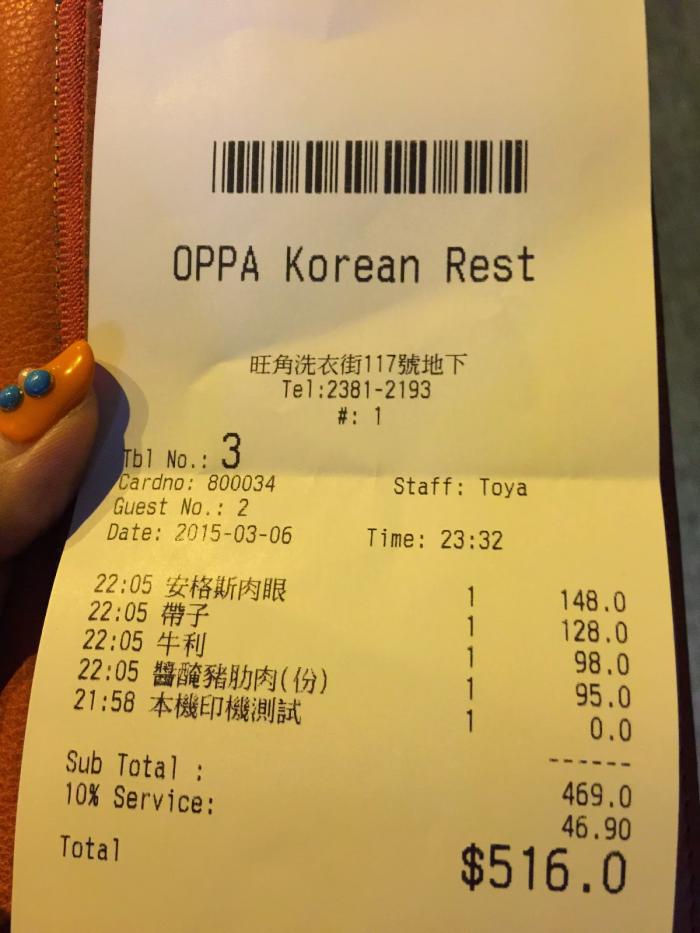 OPPA Korean Rest
旺角洗衣街117號地下
Tel:2381-2193
#: 1
Tbl No.: 3
Cardno: 800034 Staff: Toya
Guest No.: 2
Date: 2015-03-06 Time: 23:32
22:05 安格斯肉眼 1 148.0
22:05 帶子 1 128.0
22:05 牛利 1 98.0
22:05 醬醃豬肋肉(份) 1 95.0
21:58 本機印機測試 1 0.0
------
Sub Total : 469.0
10% Service: 46.90
Total $516.0